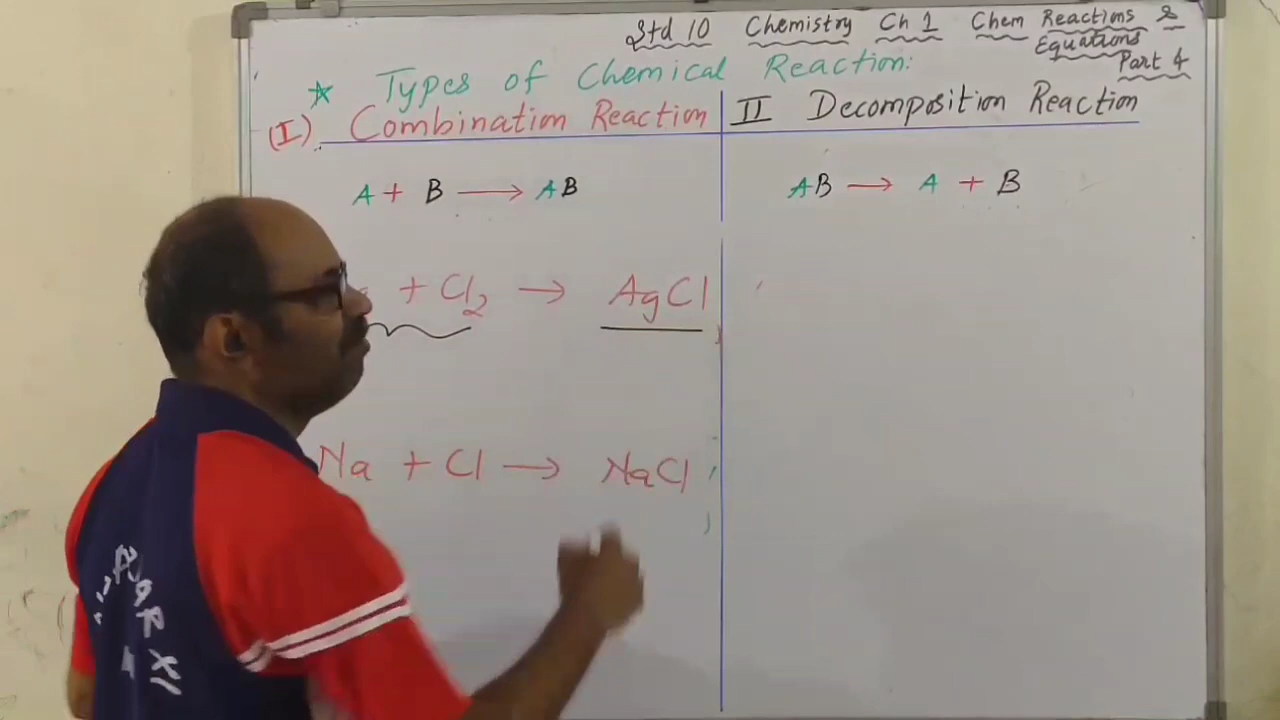 Std 10 Chemistry Ch 1 Chem Reactions &
Equations
Part 4
* Types of Chemical Reaction:
(I) Combination Reaction
A + B → AB
+ Cl2 → AgCl
Na + Cl → NaCl
II Decomposition Reaction
AB → A + B